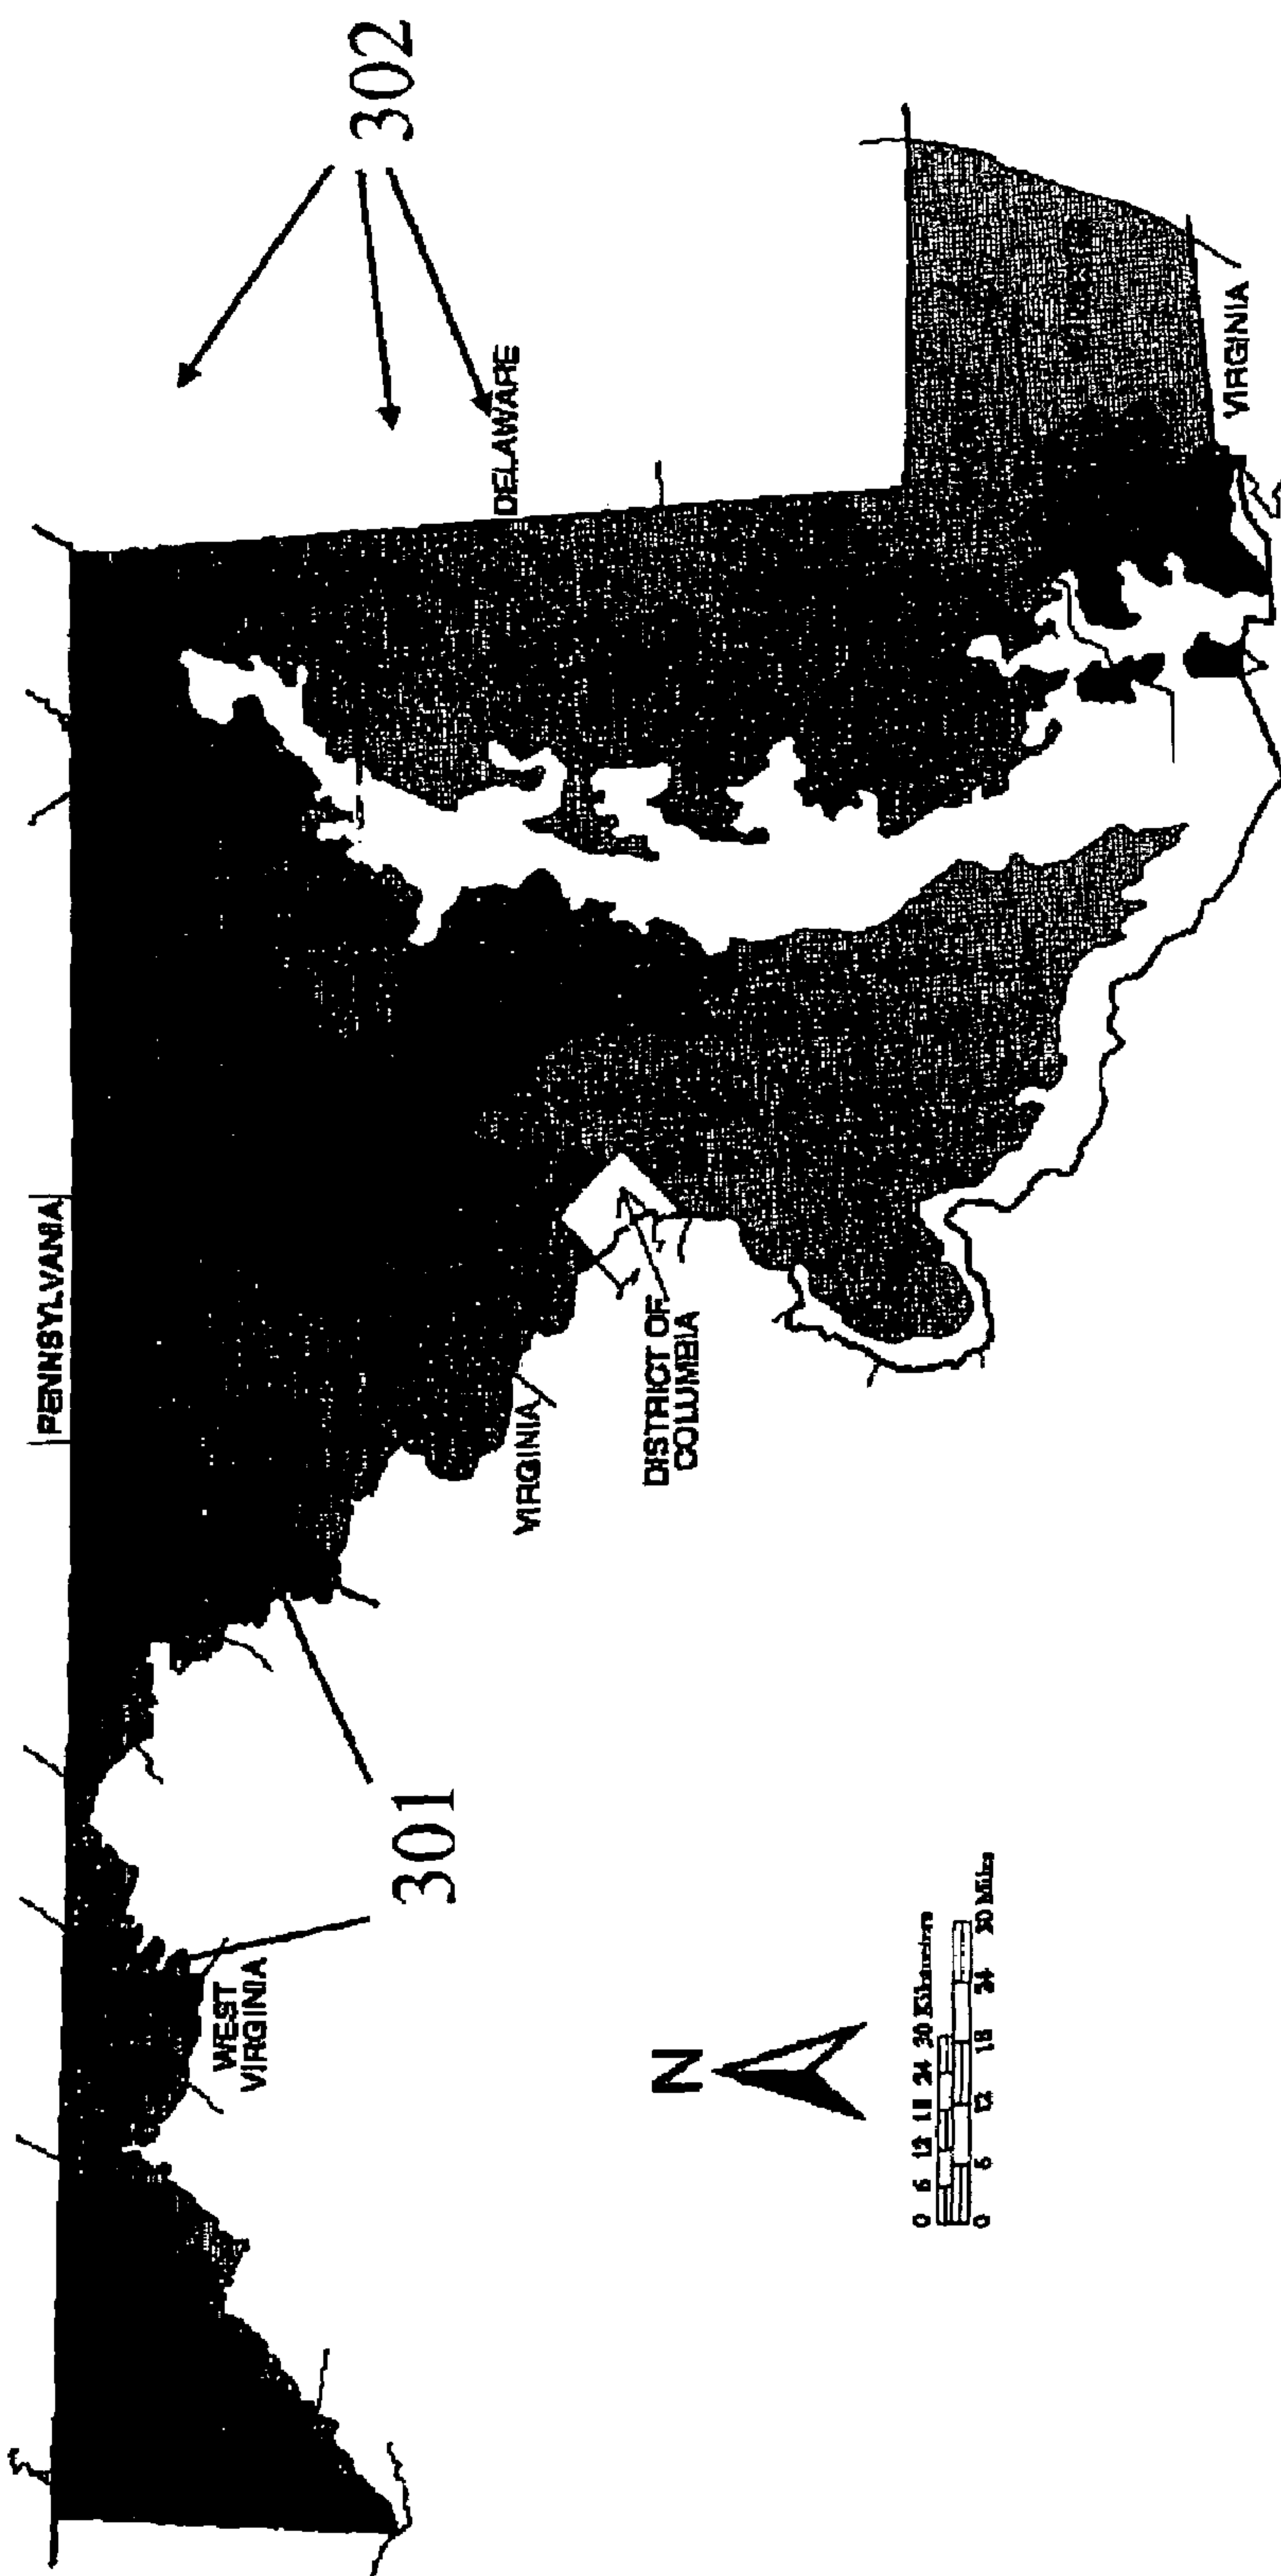 302
PENNSYLVANIA
DELAWARE
VIRGINIA
DISTRICT OF
COLUMBIA
VIRGINIA
301
WEST
VIRGINIA
N
0 6 12 18 24 30 Kilometers
0 6 12 18 24 30 Miles